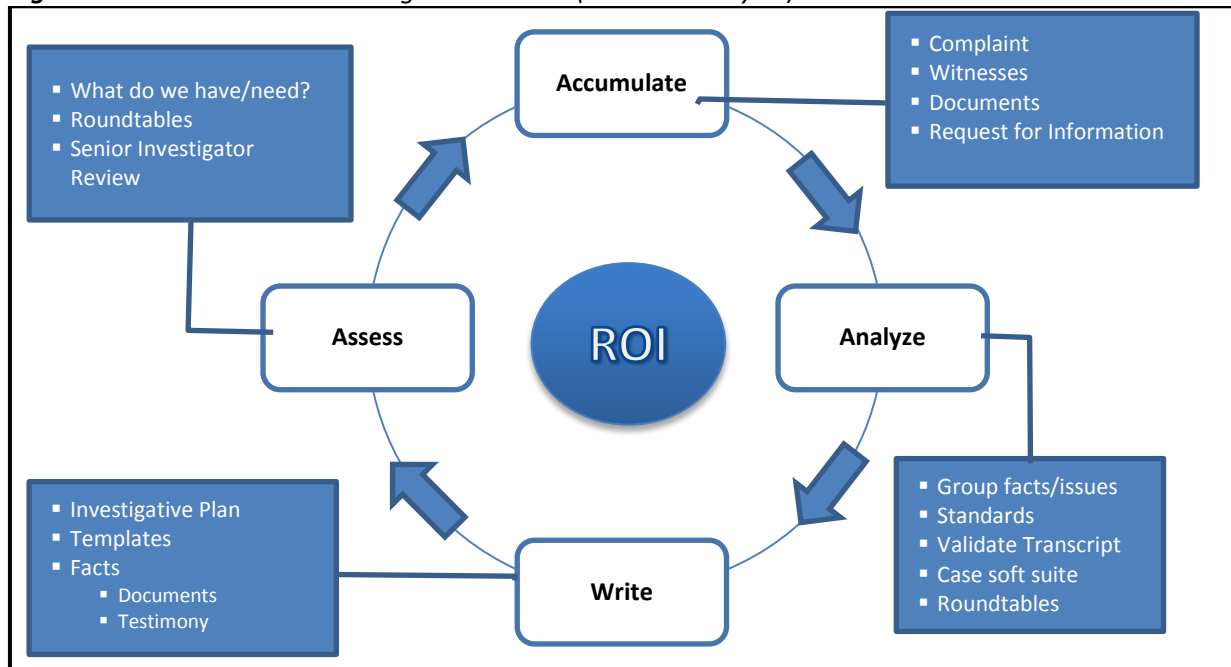 ▪ What do we have/need?
▪ Roundtables
▪ Senior Investigator
Review
Accumulate
▪ Complaint
▪ Witnesses
▪ Documents
▪ Request for Information
Assess
ROI
Analyze
▪ Investigative Plan
▪ Templates
▪ Facts
▪ Documents
▪ Testimony
Write
▪ Group facts/issues
▪ Standards
▪ Validate Transcript
▪ Case soft suite
▪ Roundtables